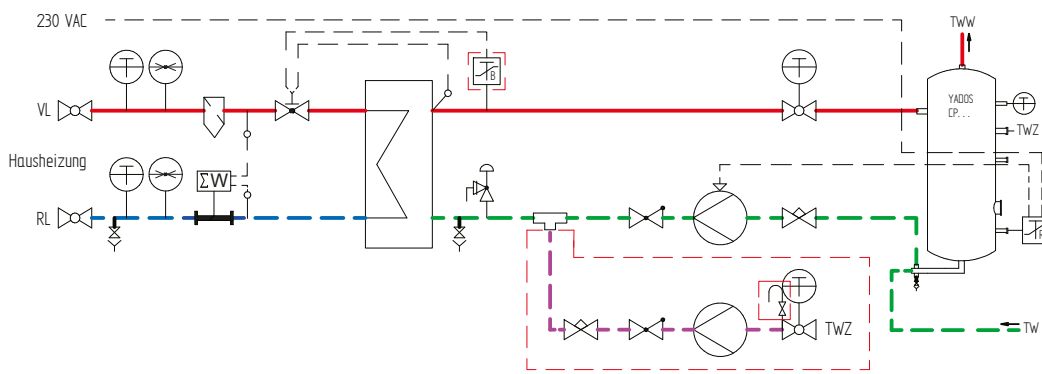 230 VAC
TWW
T
B
T
T
VL
YADOS
CP...
T
TWZ
Hausheizung
T
ΣW
RL
R
T
TWZ
TW